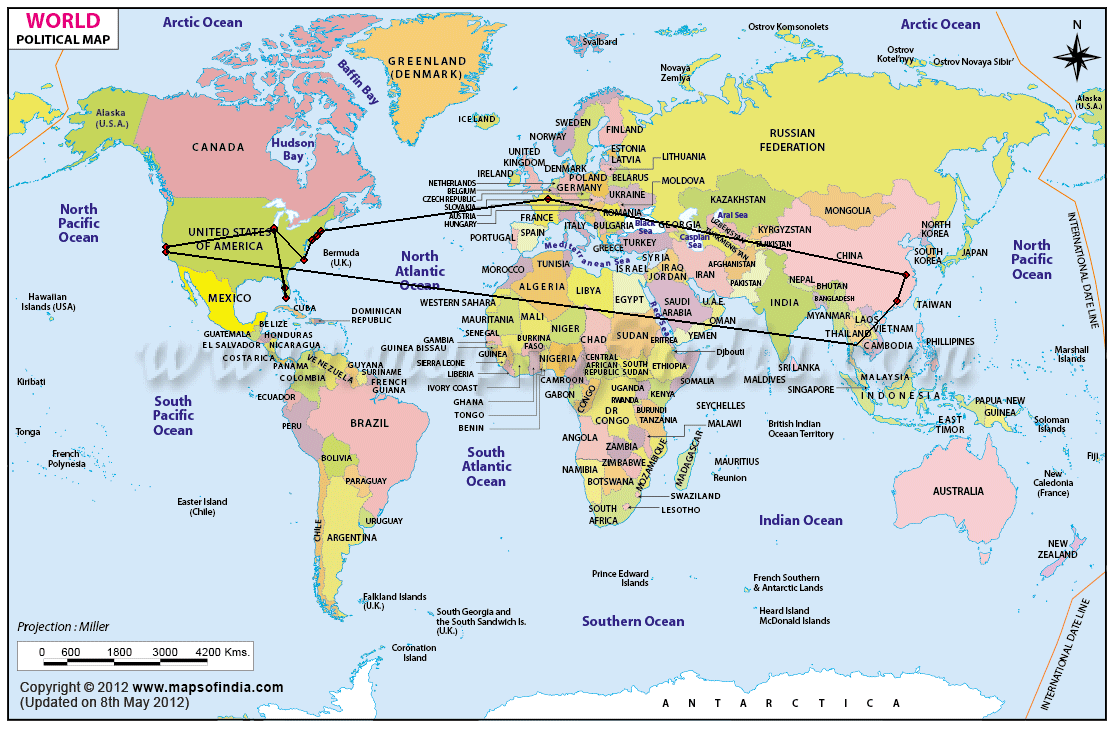 WORLD
POLITICAL MAP
Arctic Ocean
Arctic Ocean
Ostrov Komsonolets
Svalbard
N
GREENLAND
(DENMARK)
Baffin Bay
Novaya
Zemlya
Ostrov
Kotel'nyy
Ostrov Novaya Sibir'
Alaska
(U.S.A.)
Alaska
(U.S.A.)
ICELAND
SWEDEN
FINLAND
NORWAY
RUSSIAN
FEDERATION
CANADA
Hudson
Bay
UNITED
KINGDOM
ESTONIA
LATVIA
LITHUANIA
DENMARK
IRELAND
POLAND
BELARUS
MOLDOVA
NETHERLANDS
BELGIUM
CZECH REPUBLIC
SLOVAKIA
AUSTRIA
HUNGARY
GERMANY
UKRAINE
KAZAKHSTAN
MONGOLIA
North
Pacific
Ocean
FRANCE
ROMANIA
Aral Sea
UNITED STATES
OF AMERICA
ITALY
BULGARIA
Black
Sea
GEORGIA
UZBEKISTAN
KYRGYZSTAN
NORTH
KOREA
PORTUGAL
SPAIN
GREECE
TURKEY
Caspian
Sea
TURKMENISTAN
TAJIKISTAN
CHINA
SOUTH
KOREA
JAPAN
North
Pacific
Ocean
INTERNATIONAL DATE LINE
Bermuda
(U.K.)
North
Atlantic
Ocean
Mediterranean Sea
MOROCCO
TUNISIA
SYRIA
ISRAEL
IRAQ
JORDAN
IRAN
AFGHANISTAN
PAKISTAN
NEPAL
BHUTAN
BANGLADESH
Hawaiian
Islands (USA)
MEXICO
CUBA
DOMINICAN
REPUBLIC
WESTERN SAHARA
ALGERIA
LIBYA
EGYPT
Red Sea
SAUDI
ARABIA
U.A.E.
OMAN
INDIA
MYANMAR
LAOS
TAIWAN
BELIZE
HONDURAS
GUATEMALA
EL SALVADOR
NICARAGUA
COSTA RICA
PANAMA
MAURITANIA
MALI
NIGER
CHAD
SUDAN
ERITREA
YEMEN
Djibouti
THAILAND
VIETNAM
CAMBODIA
PHILLIPINES
Marshall
Islands
SENEGAL
GAMBIA
GUINEA BISSAU
GUINEA
BURKINA
FASO
SIERRA LEONE
LIBERIA
IVORY COAST
GHANA
TONGO
BENIN
NIGERIA
CENTRAL
AFRICAN
REPUBLIC
SOUTH
SUDAN
ETHIOPIA
SOMALIA
SRI LANKA
MALDIVES
SINGAPORE
MALAYSIA
INDONESIA
VENEZUELA
GUYANA
SURINAME
FRENCH
GUIANA
COLOMBIA
ECUADOR
Kiribati
CAMROON
GABON
CONGO
UGANDA
RWANDA
KENYA
DR
CONGO
BURUNDI
TANZANIA
SEYCHELLES
MALAWI
British Indian
Oceaan Territory
PAPUA-NEW
GUINEA
EAST
TIMOR
Soloman
Islands
South
Pacific
Ocean
PERU
BRAZIL
Tonga
French
Polynesia
BOLIVIA
PARAGUAY
South
Atlantic
Ocean
ANGOLA
ZAMBIA
ZIMBABWE
MOZAMBIQUE
MADAGASCAR
MAURITIUS
Reunion
NAMIBIA
BOTSWANA
SWAZILAND
LESOTHO
SOUTH
AFRICA
Indian Ocean
AUSTRALIA
Fiji
New
Caledonia
(France)
Easter Island
(Chile)
CHILE
URUGUAY
ARGENTINA
NEW
ZEALAND
Prince Edward
Islands
French Southern
& Antarctic Lands
Heard Island
McDonald Islands
Falkland Islands
(U.K.)
South Georgia and
the South Sandwich Is.
(U.K.)
Southern Ocean
INTERNATIONAL DATE LINE
Projection : Miller
0 600 1800 3000 4200 Kms.
Coronation
Island
Copyright © 2012 www.mapsofindia.com
(Updated on 8th May 2012)
ANTARCTICA